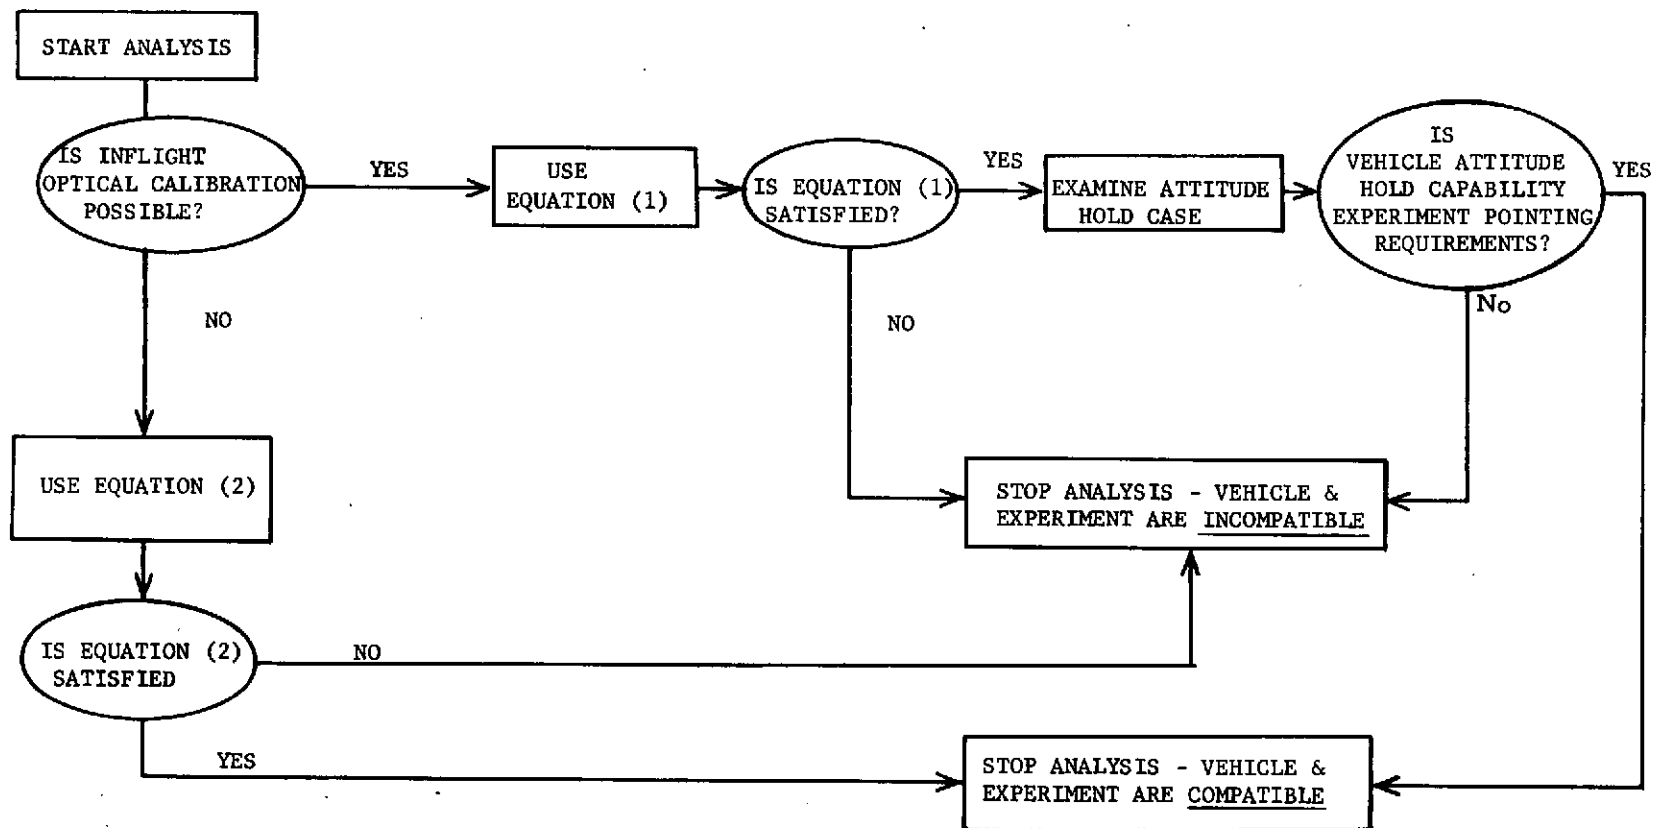 START ANALYSIS
IS INFLIGHT
OPTICAL CALIBRATION
POSSIBLE?
YES
USE
EQUATION (1)
IS EQUATION (1)
SATISFIED?
YES
EXAMINE ATTITUDE
HOLD CASE
IS
VEHICLE ATTITUDE
HOLD CAPABILITY
EXPERIMENT POINTING
REQUIREMENTS?
YES
NO
NO
No
USE EQUATION (2)
STOP ANALYSIS - VEHICLE &
EXPERIMENT ARE INCOMPATIBLE
IS EQUATION (2)
SATISFIED
NO
YES
STOP ANALYSIS - VEHICLE &
EXPERIMENT ARE COMPATIBLE